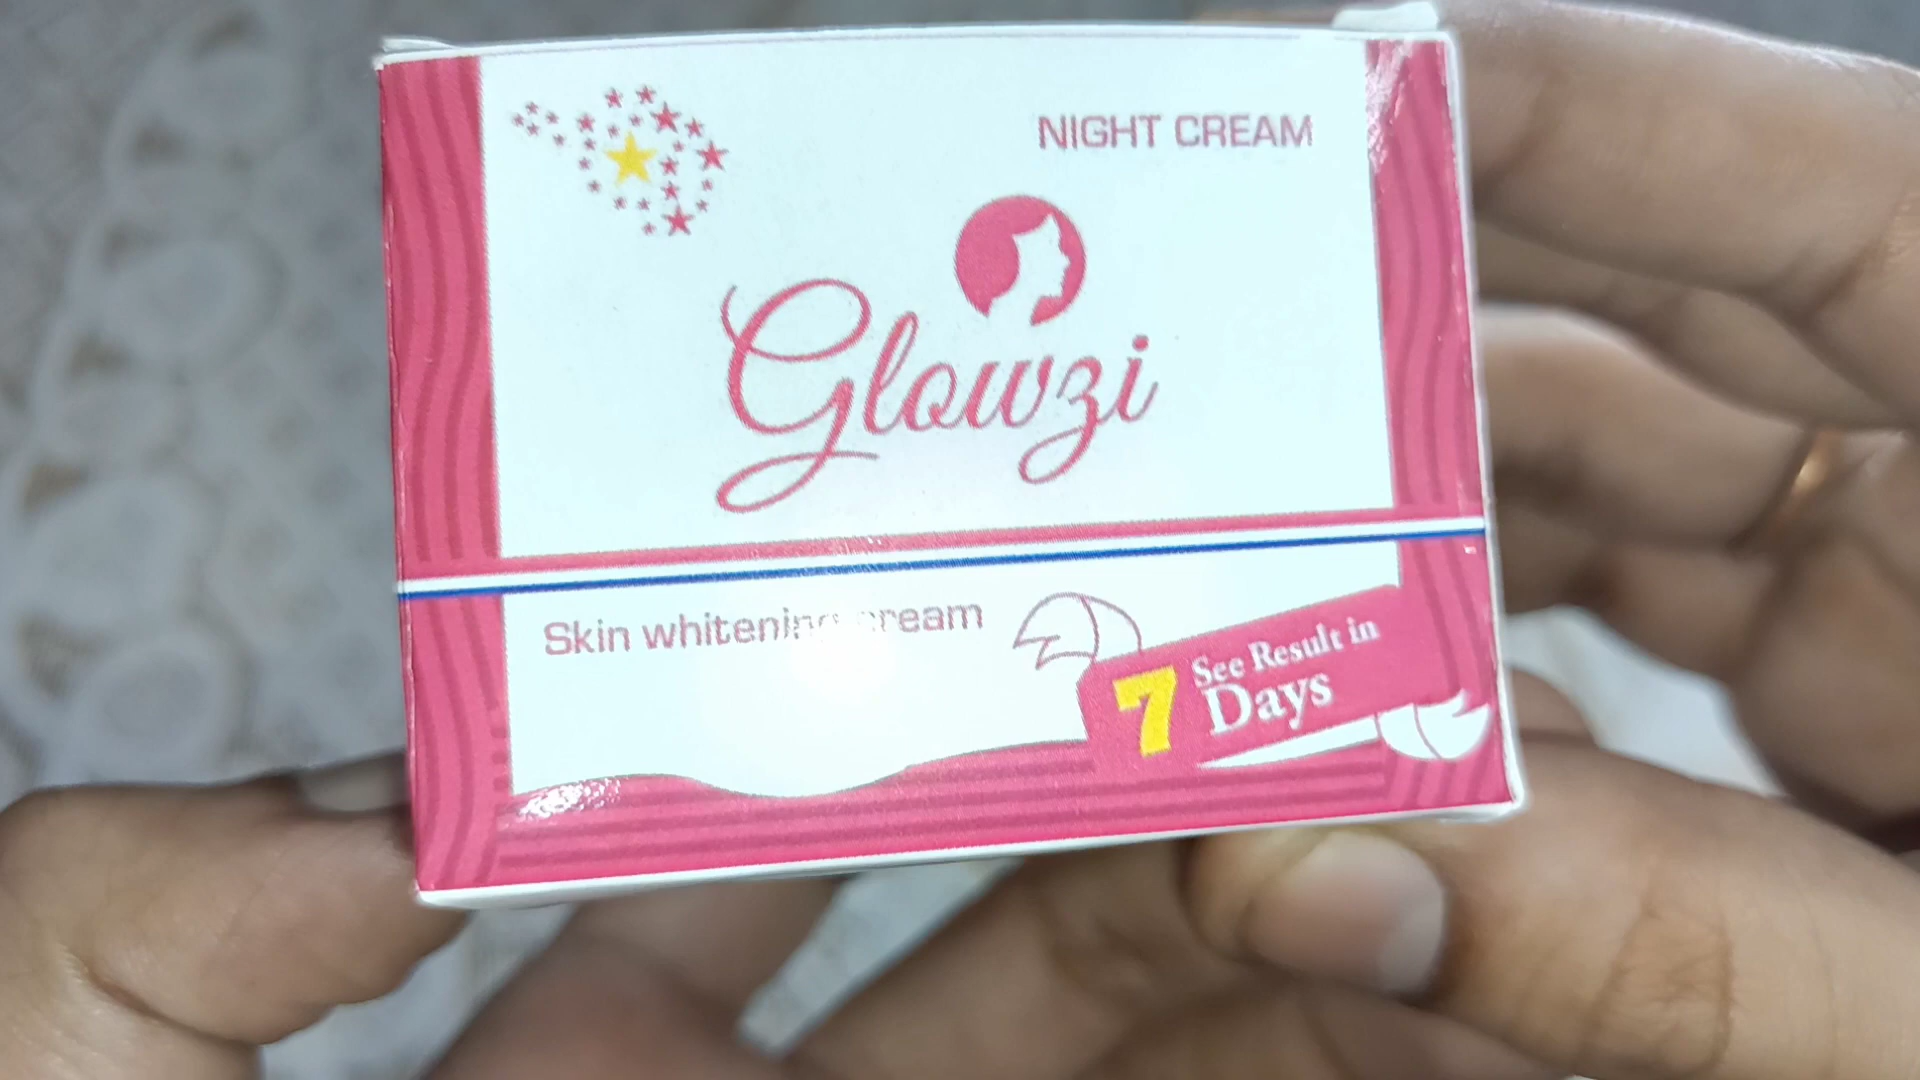 NIGHT CREAM
Glowzi
Skin whitening cream
7 See Result in
Days